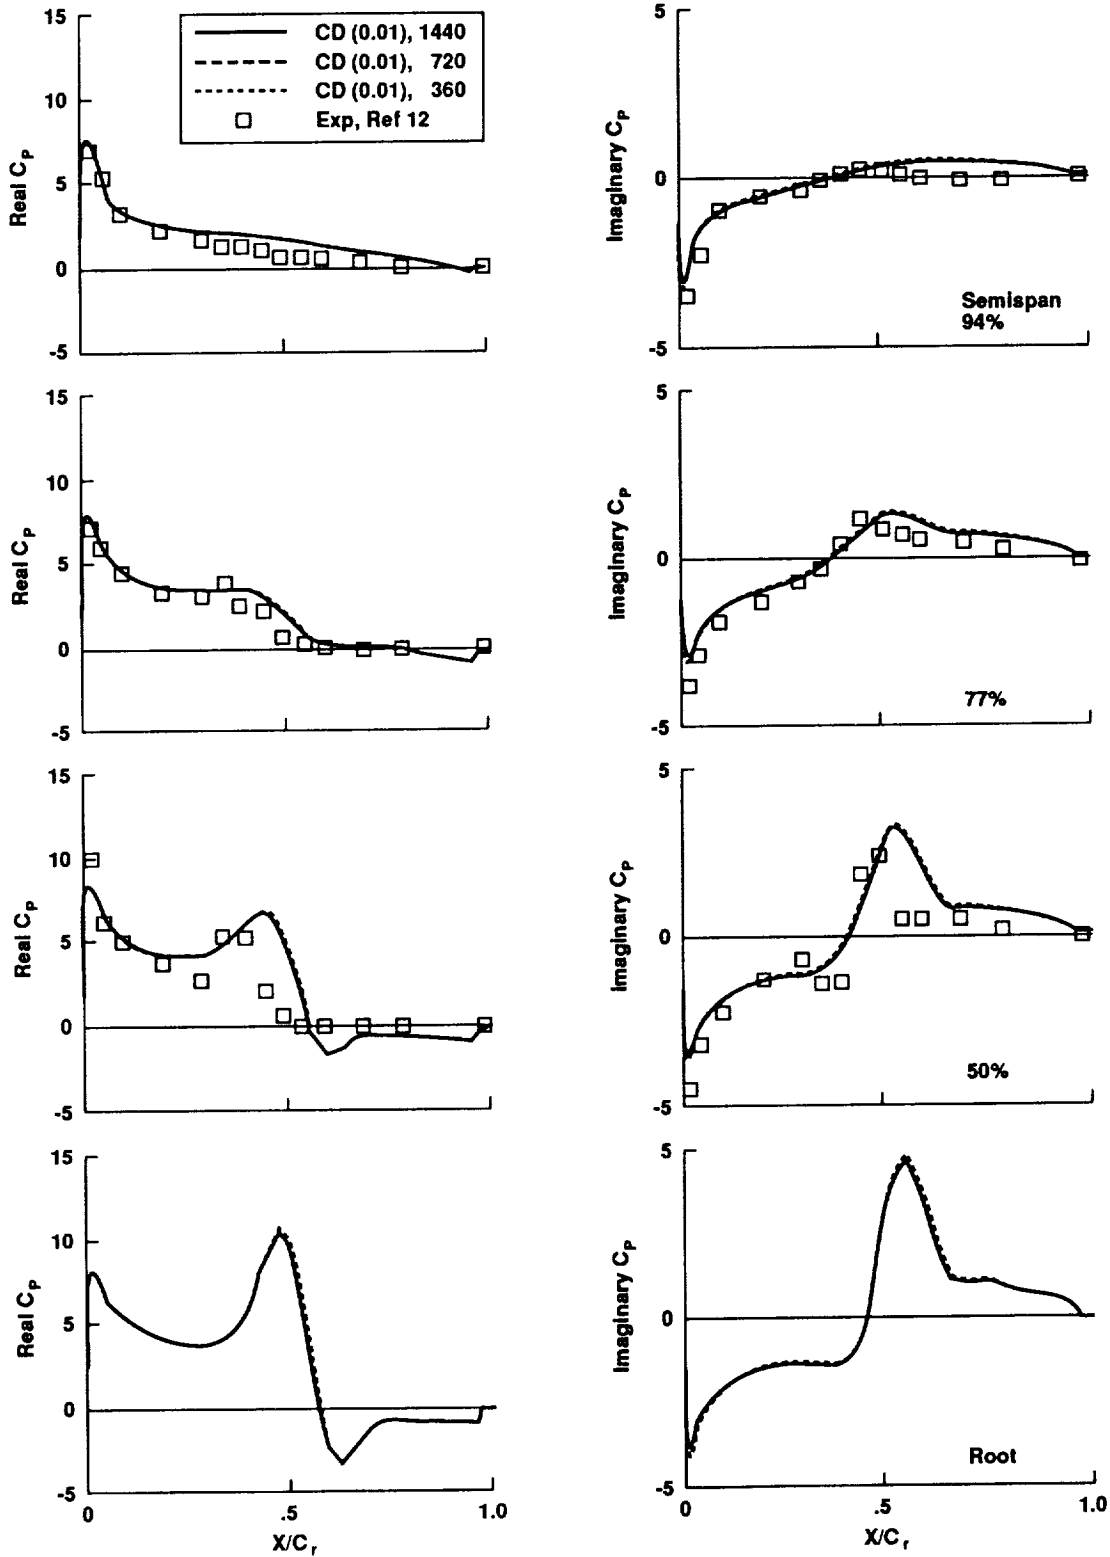 15
10
5
0
-5
Real C_P
CD (0.01), 1440
CD (0.01), 720
CD (0.01), 360
Exp, Ref 12
5
0
-5
Imaginary C_P
Semispan
94%
15
10
5
0
-5
Real C_P
5
0
-5
Imaginary C_P
77%
15
10
5
0
-5
Real C_P
5
0
-5
Imaginary C_P
50%
15
10
5
0
-5
Real C_P
0 .5 1.0
X/C_r
5
0
-5
Imaginary C_P
Root
0 .5 1.0
X/C_r